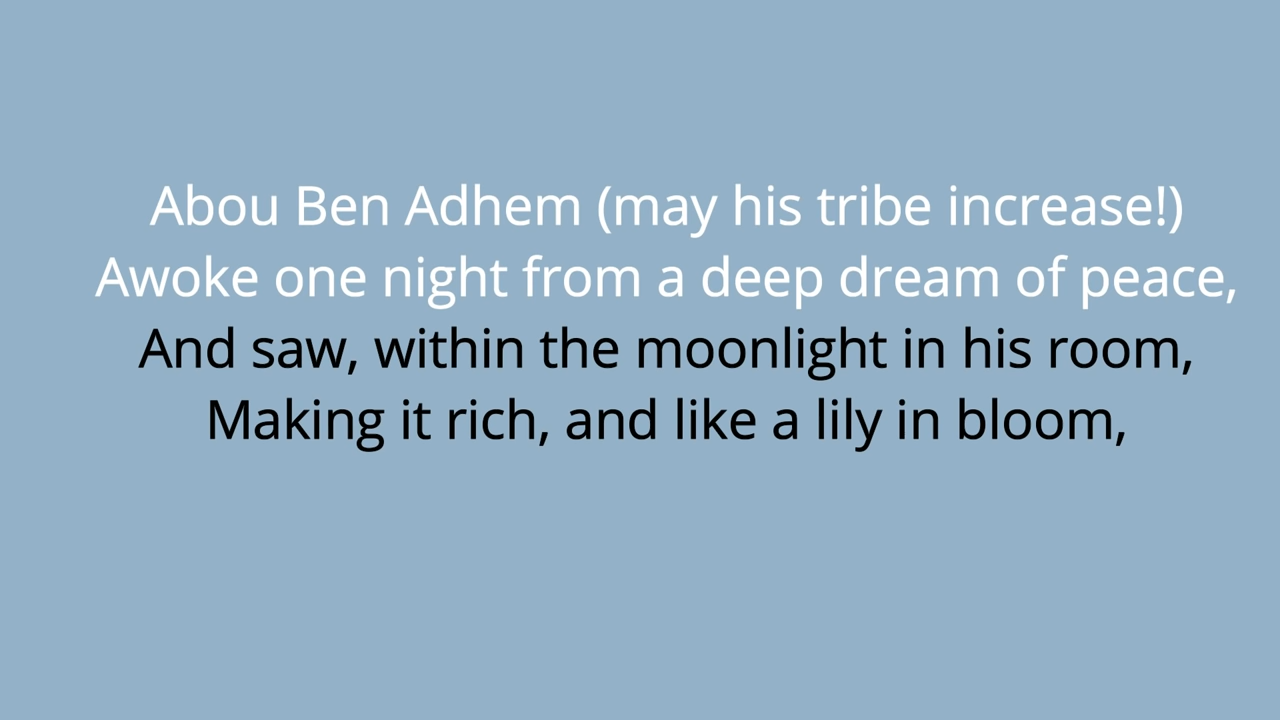 Abou Ben Adhem (may his tribe increase!)
Awoke one night from a deep dream of peace,
And saw, within the moonlight in his room,
Making it rich, and like a lily in bloom,